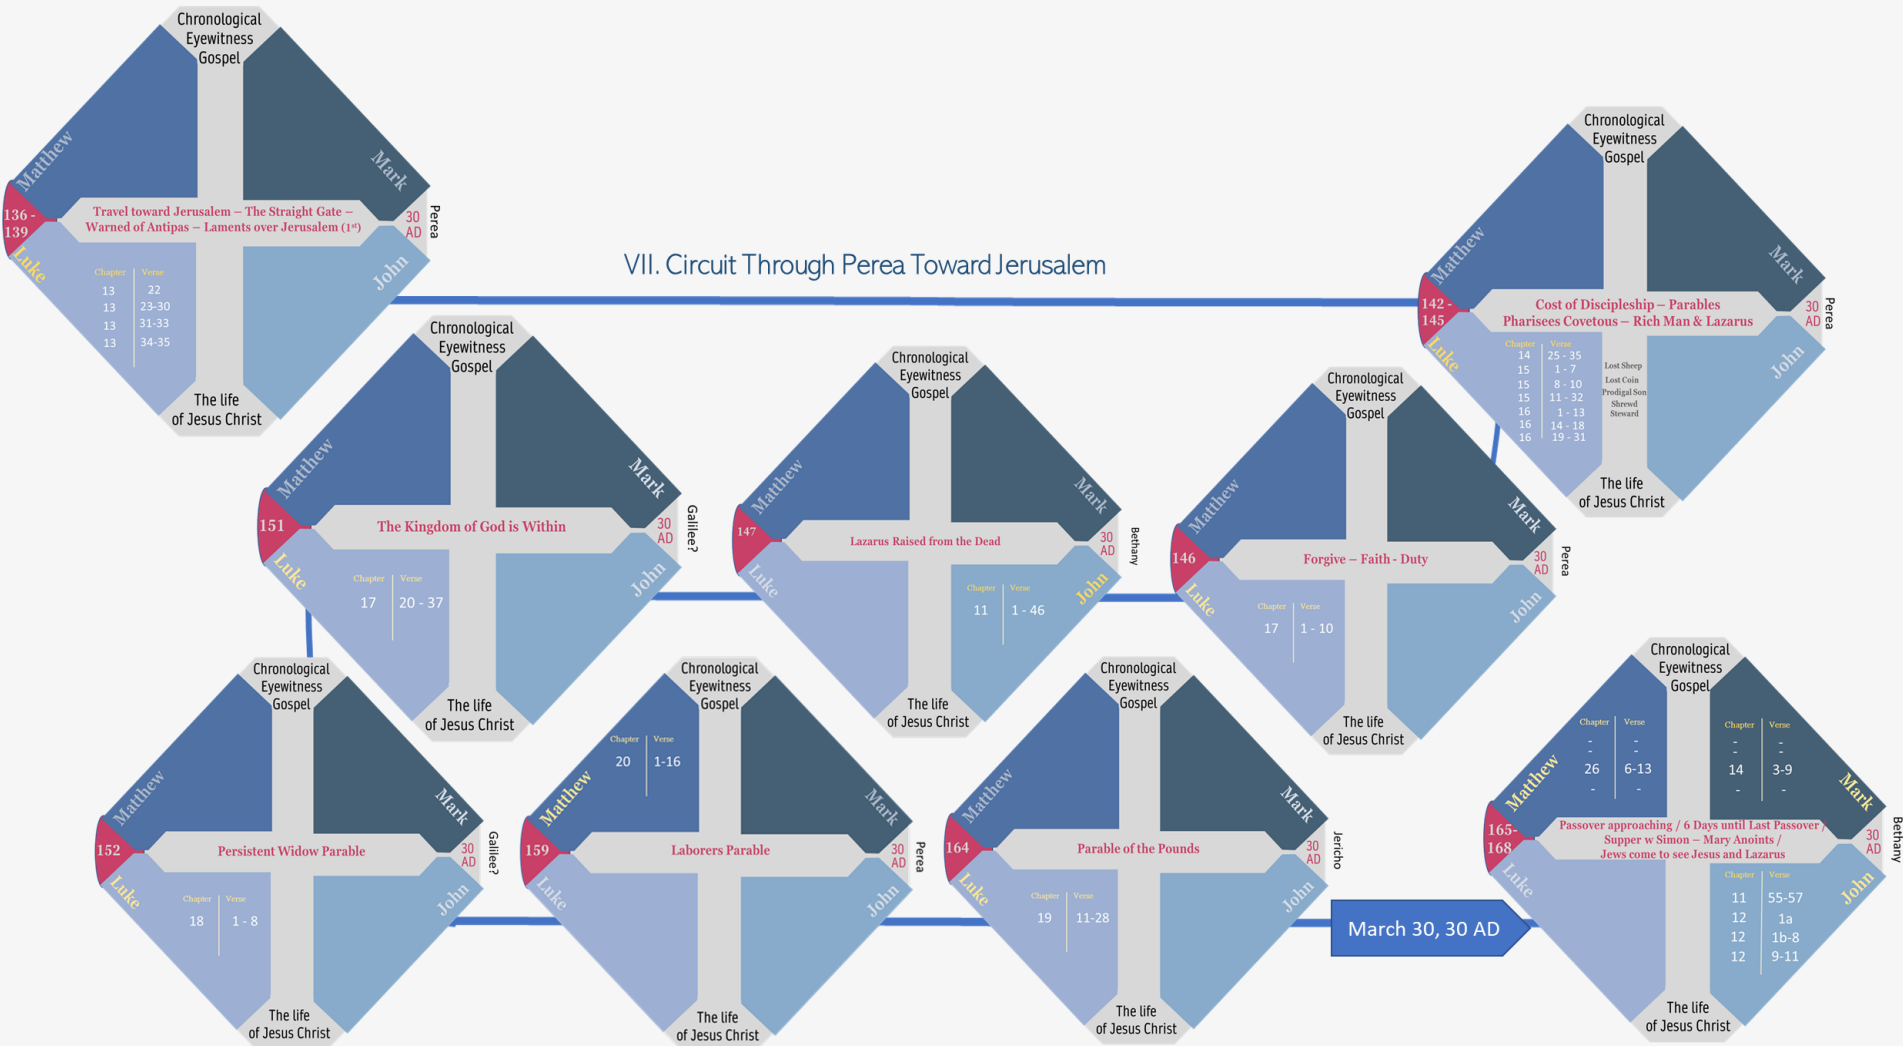 Chronological
Eyewitness
Gospel
Matthew
Mark
136 -
139
Travel toward Jerusalem – The Straight Gate –
Warned of Antipas – Laments over Jerusalem (1st)
30
AD
Perea
Luke
John
Chapter Verse
13 22
13 23-30
13 31-33
13 34-35
The life
of Jesus Christ
VII. Circuit Through Perea Toward Jerusalem
Chronological
Eyewitness
Gospel
Matthew
Mark
142 -
145
Cost of Discipleship – Parables
Pharisees Covetous – Rich Man & Lazarus
30
AD
Perea
Luke
John
Chapter Verse
14 25 - 35
15 1 - 7
15 8 - 10
15 11 - 32
16 1 - 13
16 14 - 18
16 19 - 31
Lost Sheep
Lost Coin
Prodigal Son
Shrewd
Steward
The life
of Jesus Christ
Chronological
Eyewitness
Gospel
Matthew
Mark
151
The Kingdom of God is Within
30
AD
Galilee?
Luke
John
Chapter Verse
17 20 - 37
The life
of Jesus Christ
Chronological
Eyewitness
Gospel
Matthew
Mark
147
Lazarus Raised from the Dead
30
AD
Bethany
Luke
John
Chapter Verse
11 1 - 46
The life
of Jesus Christ
Chronological
Eyewitness
Gospel
Matthew
Mark
146
Forgive – Faith - Duty
30
AD
Perea
Luke
John
Chapter Verse
17 1 - 10
The life
of Jesus Christ
Chronological
Eyewitness
Gospel
Matthew
Mark
152
Persistent Widow Parable
30
AD
Galilee?
Luke
John
Chapter Verse
18 1 - 8
The life
of Jesus Christ
Chronological
Eyewitness
Gospel
Chapter Verse
20 1-16
Matthew
Mark
159
Laborers Parable
30
AD
Perea
Luke
John
The life
of Jesus Christ
Chronological
Eyewitness
Gospel
Matthew
Mark
164
Parable of the Pounds
30
AD
Jericho
Luke
John
Chapter Verse
19 11-28
The life
of Jesus Christ
March 30, 30 AD
Chronological
Eyewitness
Gospel
Chapter Verse
- -
- -
26 6-13
- -
Chapter Verse
- -
- -
14 3-9
- -
Matthew
Mark
165-
168
Passover approaching / 6 Days until Last Passover /
Supper w Simon – Mary Anoints /
Jews come to see Jesus and Lazarus
30
AD
Bethany
Luke
John
Chapter Verse
11 55-57
12 1a
12 1b-8
12 9-11
The life
of Jesus Christ